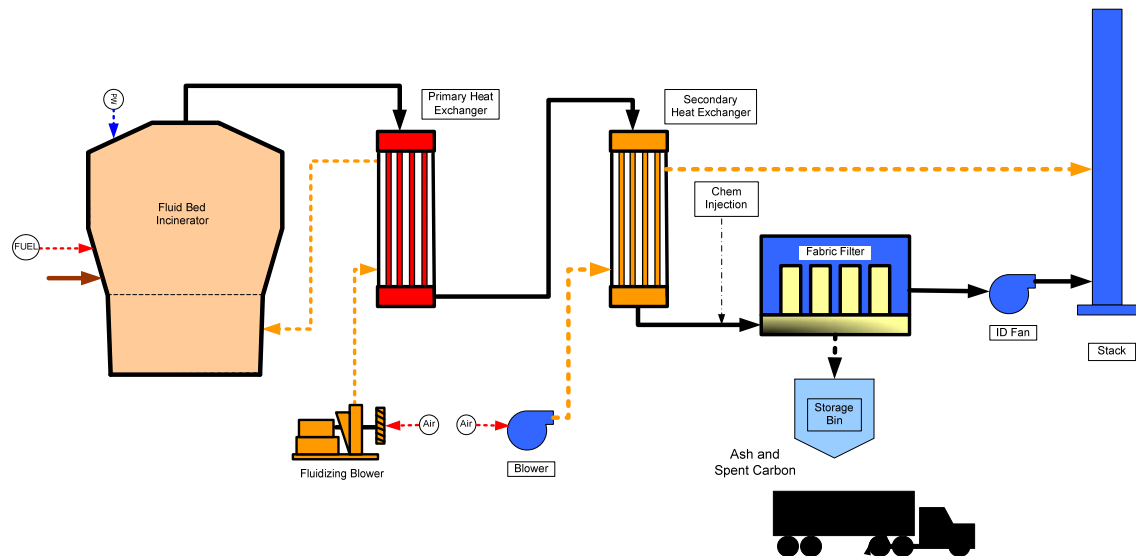 PW
Primary Heat
Exchanger
Secondary
Heat Exchanger
Chem
Injection
Fluid Bed
Incinerator
FUEL
Fabric Filter
ID Fan
Stack
Storage
Bin
Air
Air
Blower
Fluidizing Blower
Ash and
Spent Carbon